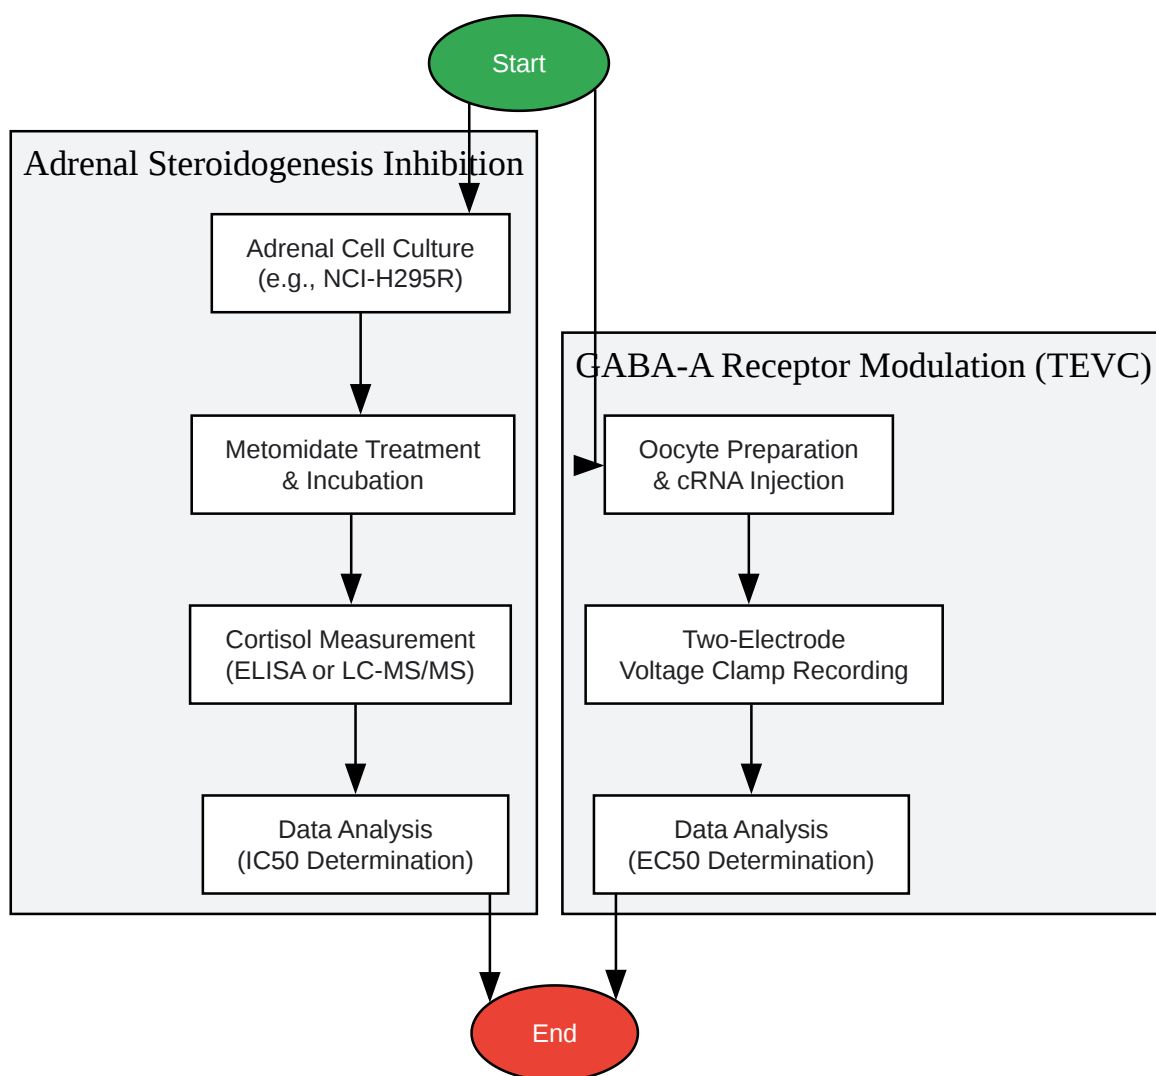 Start
Adrenal Steroidogenesis Inhibition
Adrenal Cell Culture
(e.g., NCI-H295R)
Metomidate Treatment
& Incubation
Cortisol Measurement
(ELISA or LC-MS/MS)
Data Analysis
(IC50 Determination)
GABA-A Receptor Modulation (TEVC)
Oocyte Preparation
& cRNA Injection
Two-Electrode
Voltage Clamp Recording
Data Analysis
(EC50 Determination)
End